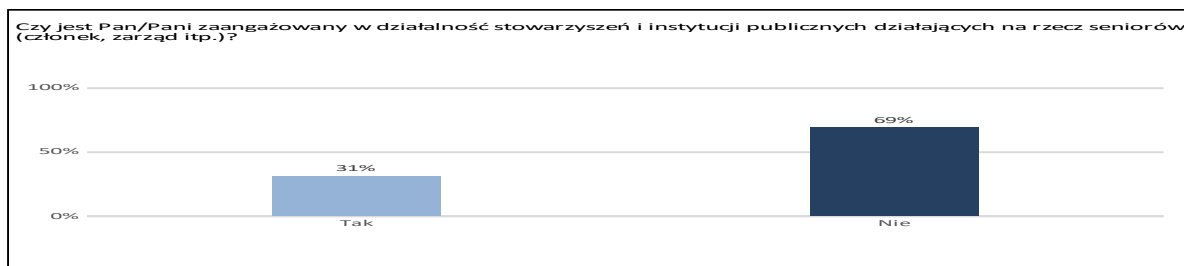 Czy jest Pan/Pani zaangażowany w działalność stowarzyszeń i instytucji publicznych działających na rzecz seniorów
(członek, zarząd itp.)?
100%
69%
50%
31%
0%
Tak
Nie